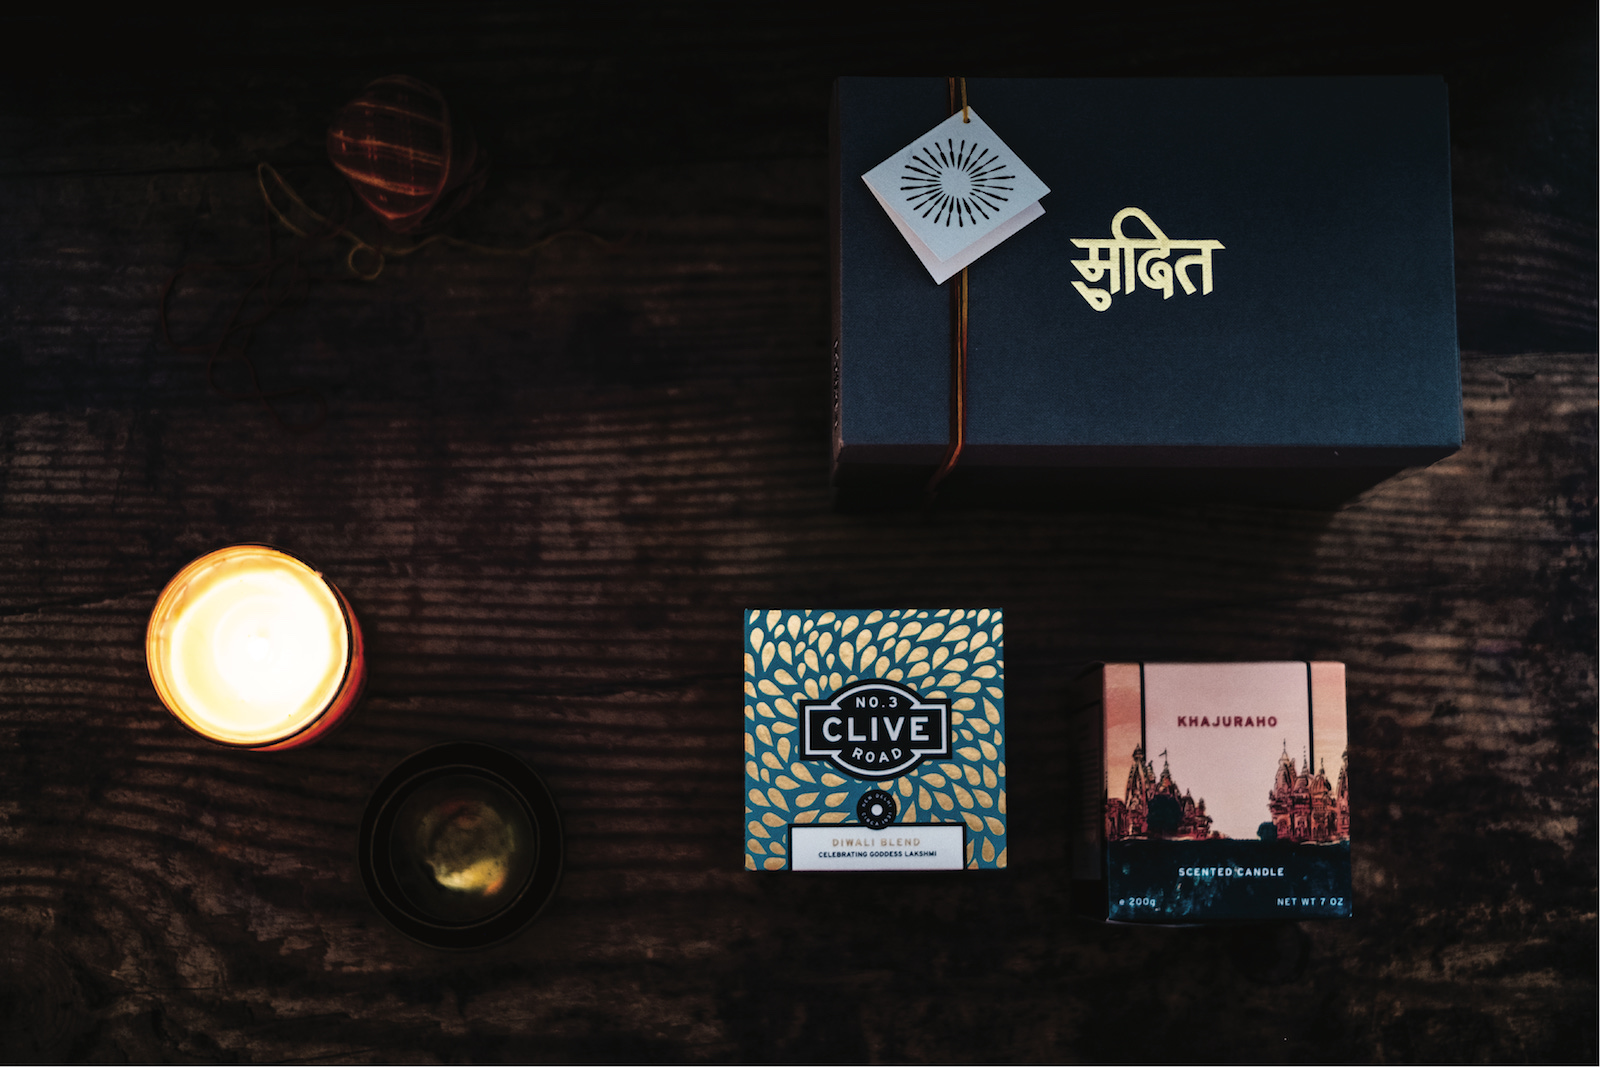 मुदित
NO.3
CLIVE
ROAD
DIWALI BLEND
CELEBRATING GODDESS LAKSHMI
KHAJURAHO
SCENTED CANDLE
e 200g
NET WT 7 OZ